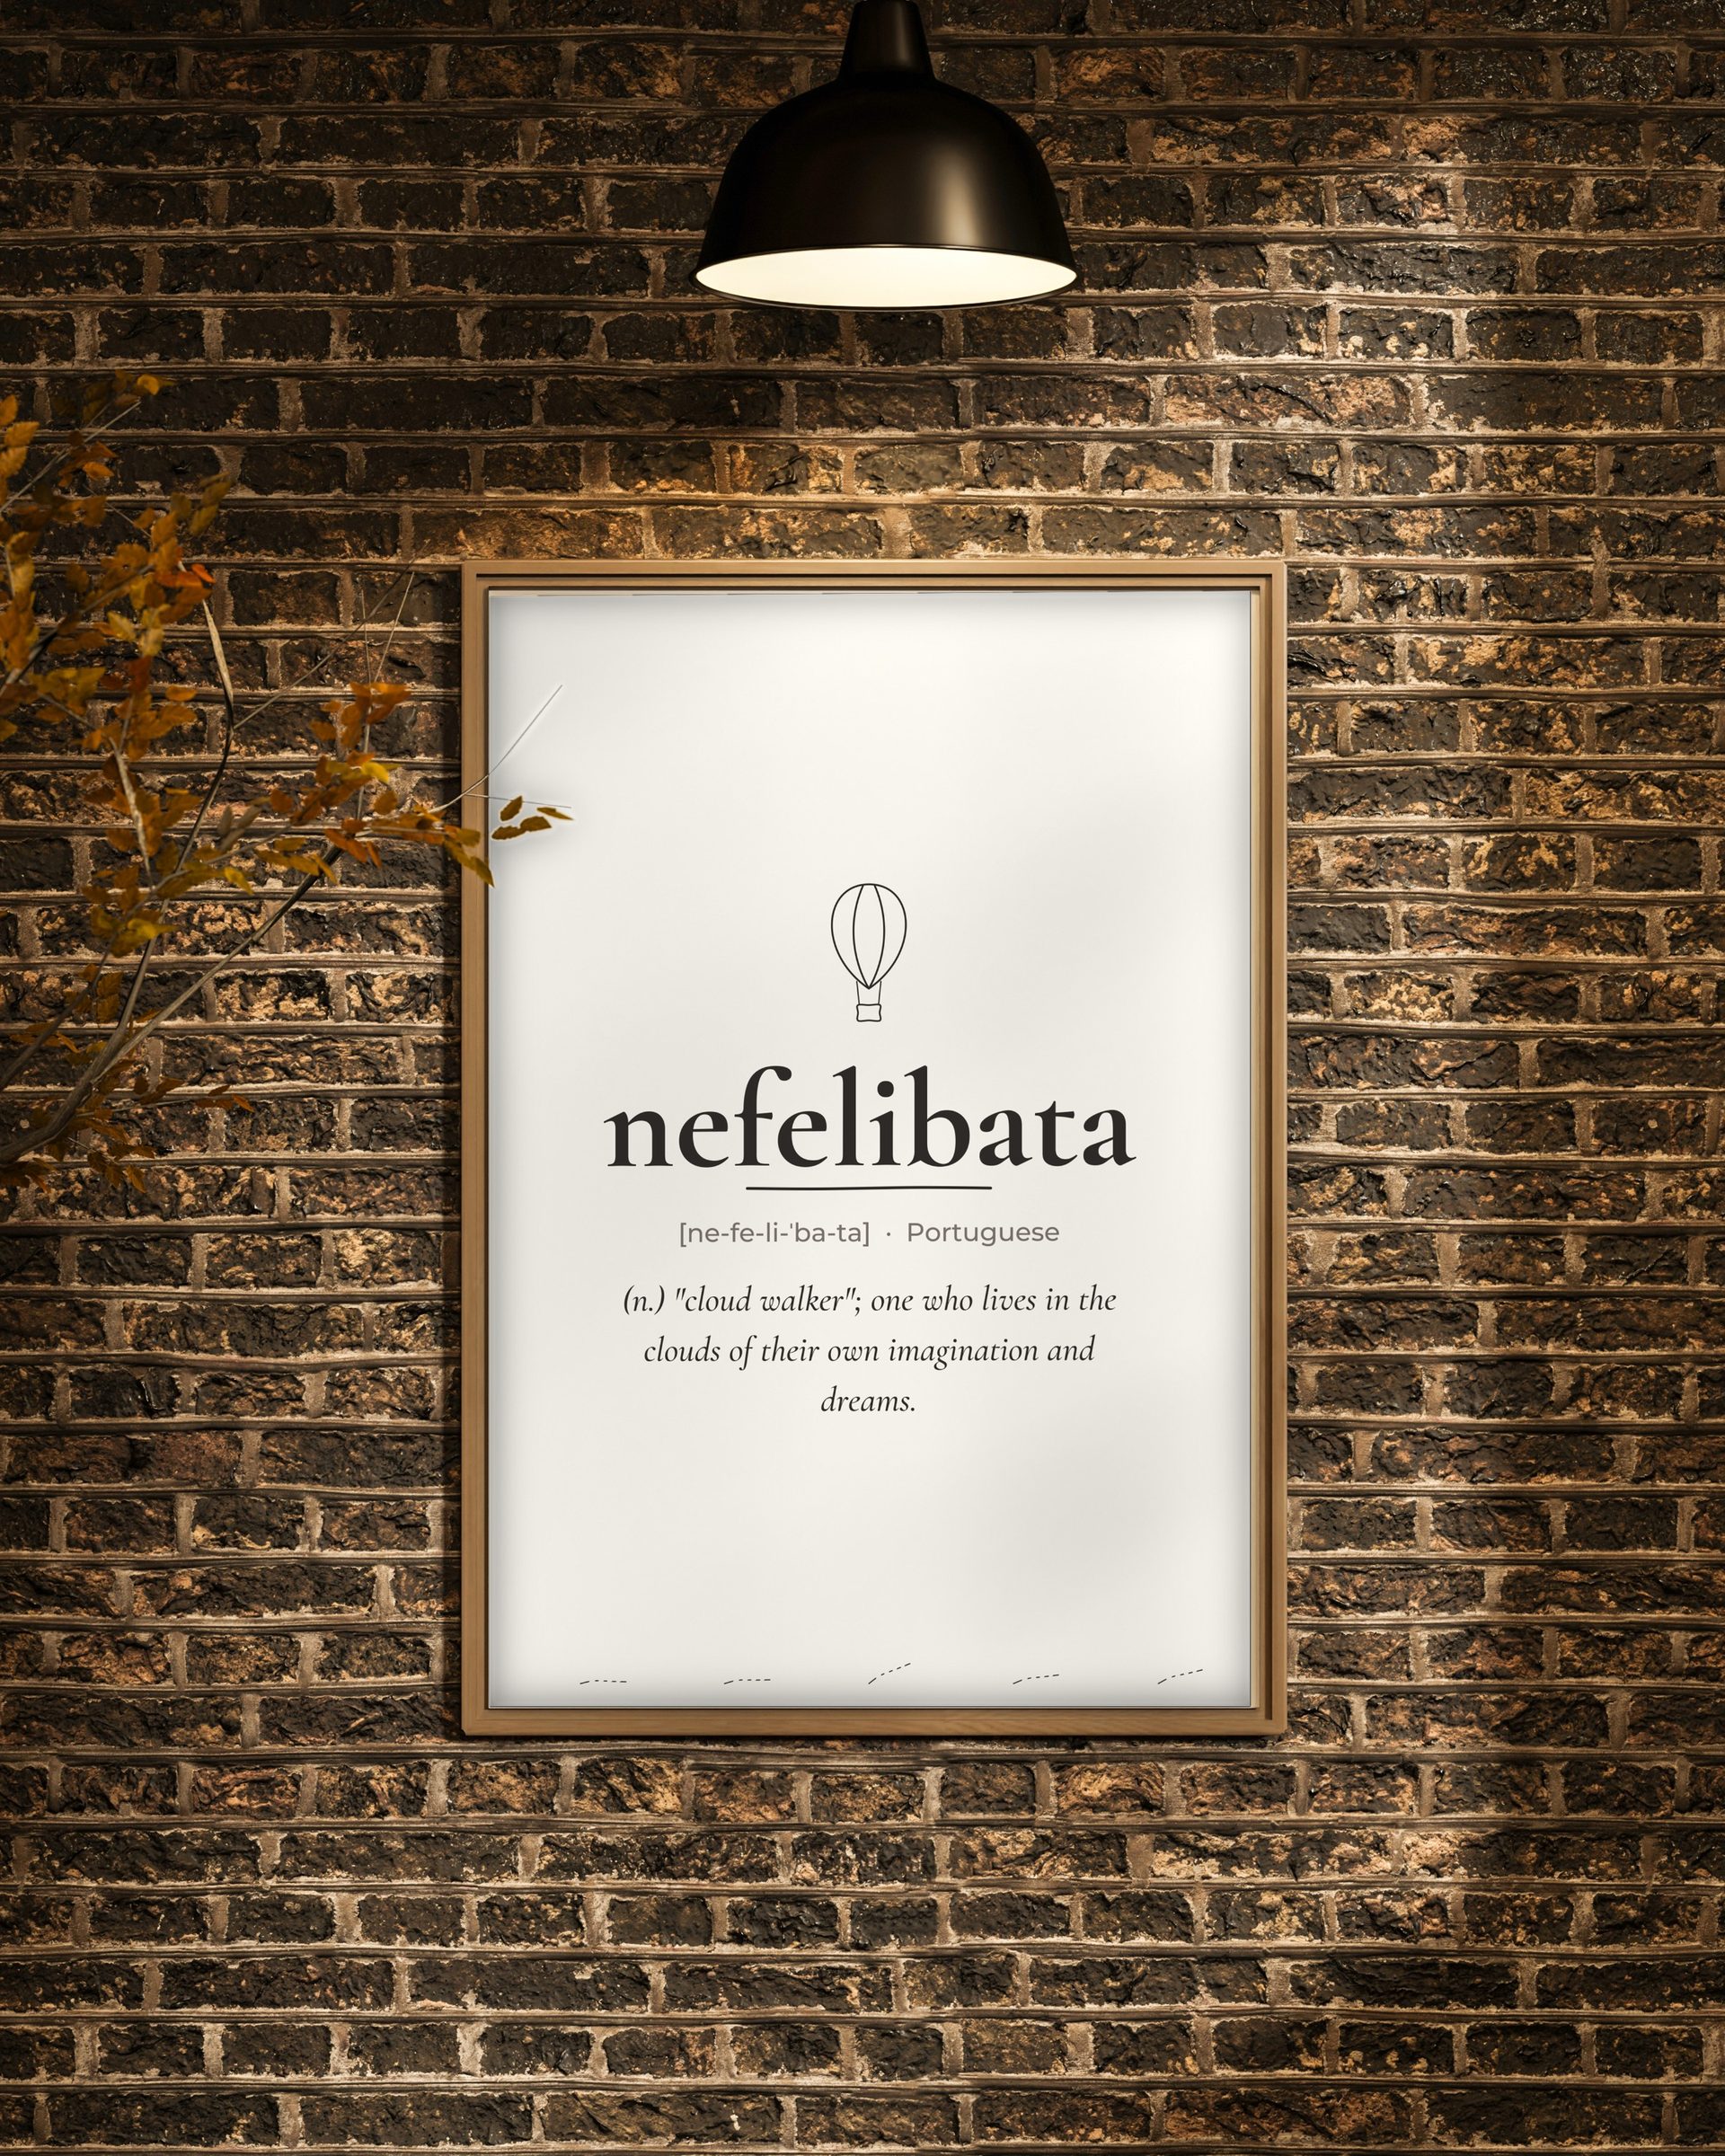 nefelibata
[ne-fe-li-'ba-ta] · Portuguese
(n.) "cloud walker"; one who lives in the
clouds of their own imagination and
dreams.